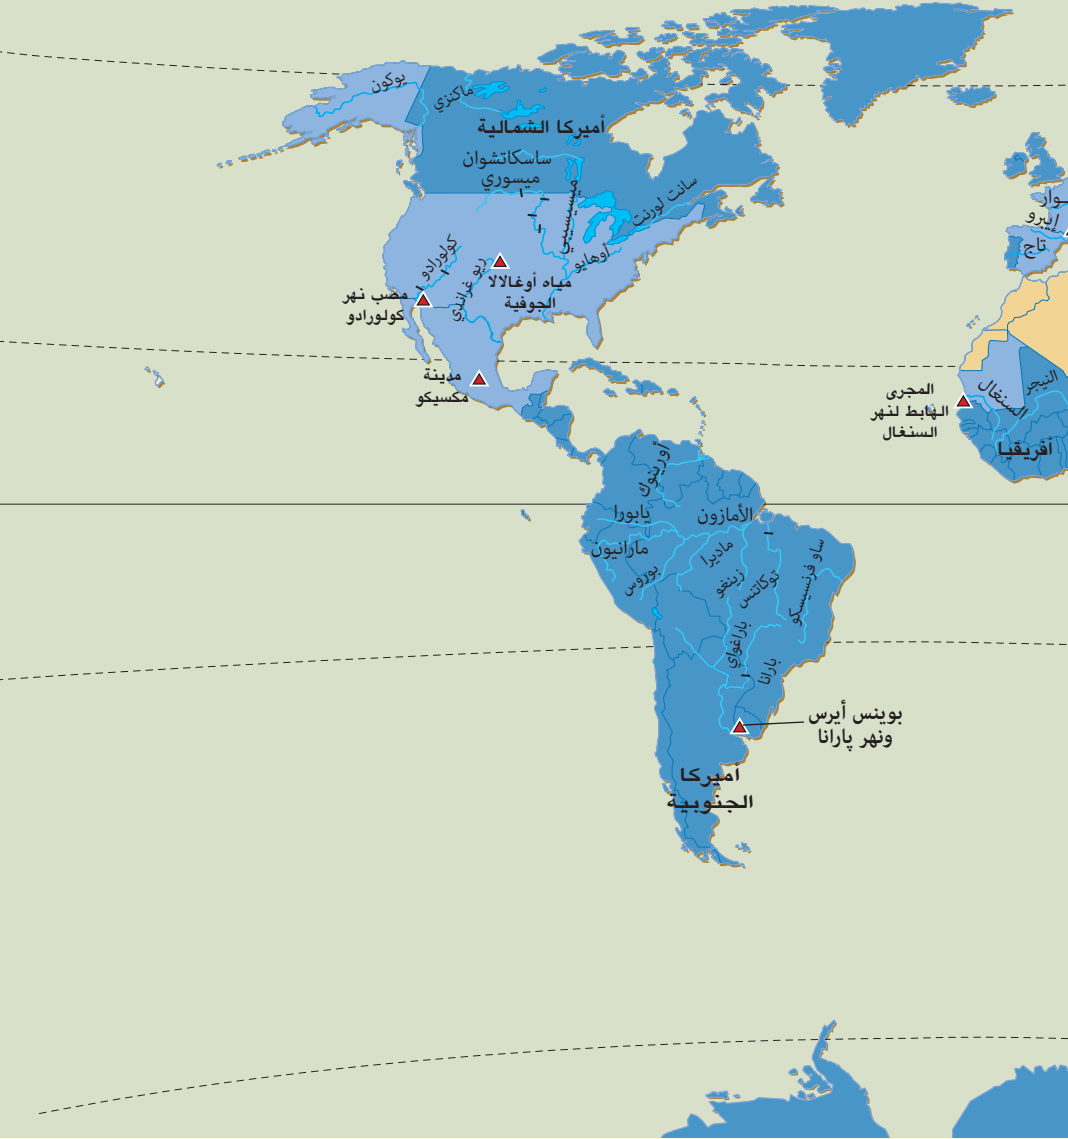 يوكون
ماكنزي
أميركا الشمالية
ساسكاتشوان
ميسوري
ميسيسيبي
سانت لورنت
أوهايو
كولورادو
ريو غراندي
مياه أوغالالا
الجوفية
مصب نهر
كولورادو
مدينة
مكسيكو
إيبرو
تاج
المجرى
الهابط لنهر
السنغال
السنغال
النيجر
أفريقيا
أورينوك
يابورا
الأمازون
مارانيون
بوروس
ماديرا
زينغو
توكاتنس
ساو فرنسيسكو
باراغواي
بارانا
بوينس أيرس
ونهر پارانا
أميركا
الجنوبية